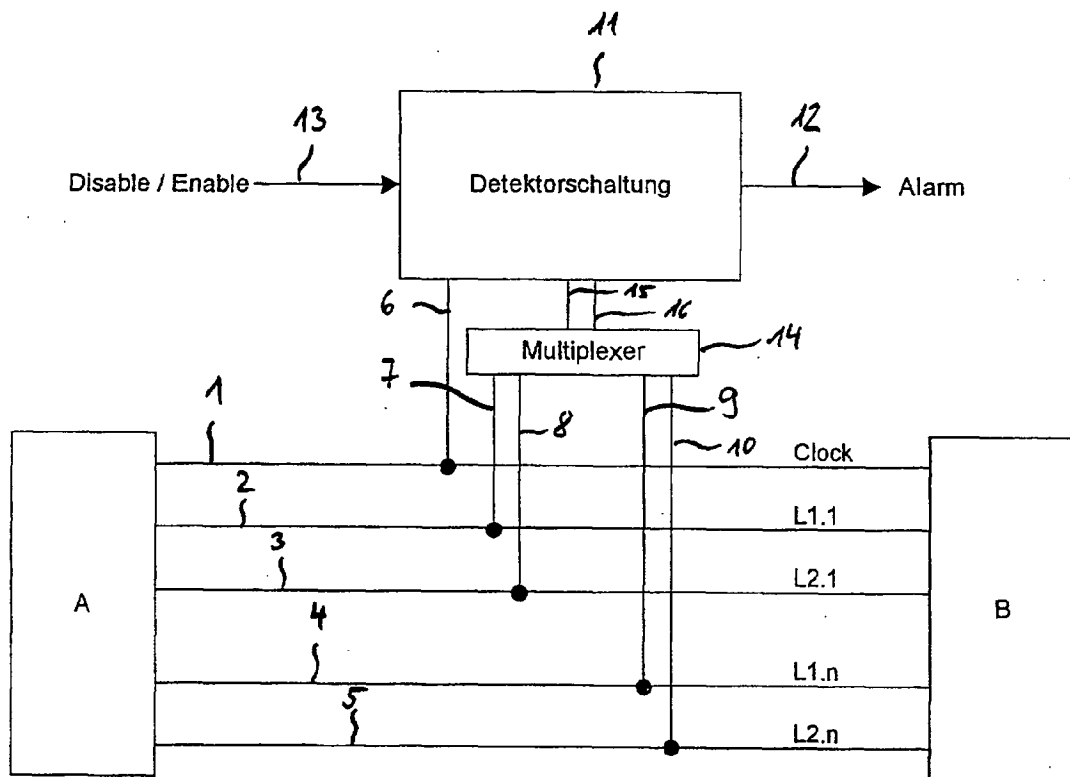 11
13
12
Disable / Enable
Detektorschaltung
Alarm
6
15
16
Multiplexer
14
7
8
9
10
1
Clock
2
L1.1
3
L2.1
A
B
4
L1.n
5
L2.n